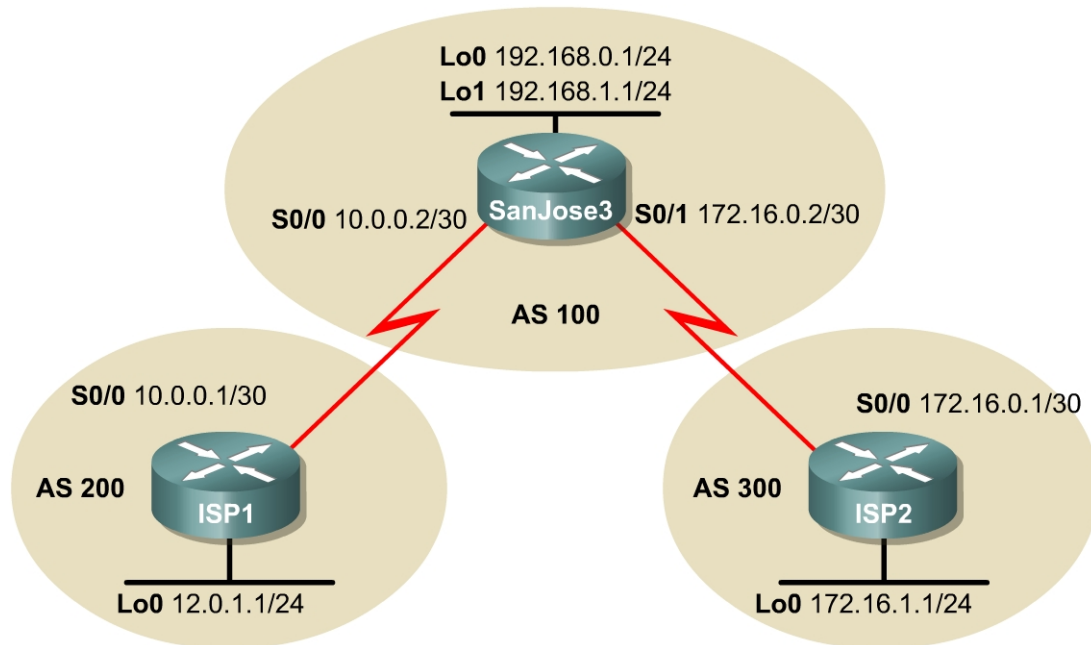 Lo0 192.168.0.1/24
Lo1 192.168.1.1/24
SanJose3
S0/0 10.0.0.2/30
S0/1 172.16.0.2/30
AS 100
S0/0 10.0.0.1/30
S0/0 172.16.0.1/30
AS 200
ISP1
AS 300
ISP2
Lo0 12.0.1.1/24
Lo0 172.16.1.1/24